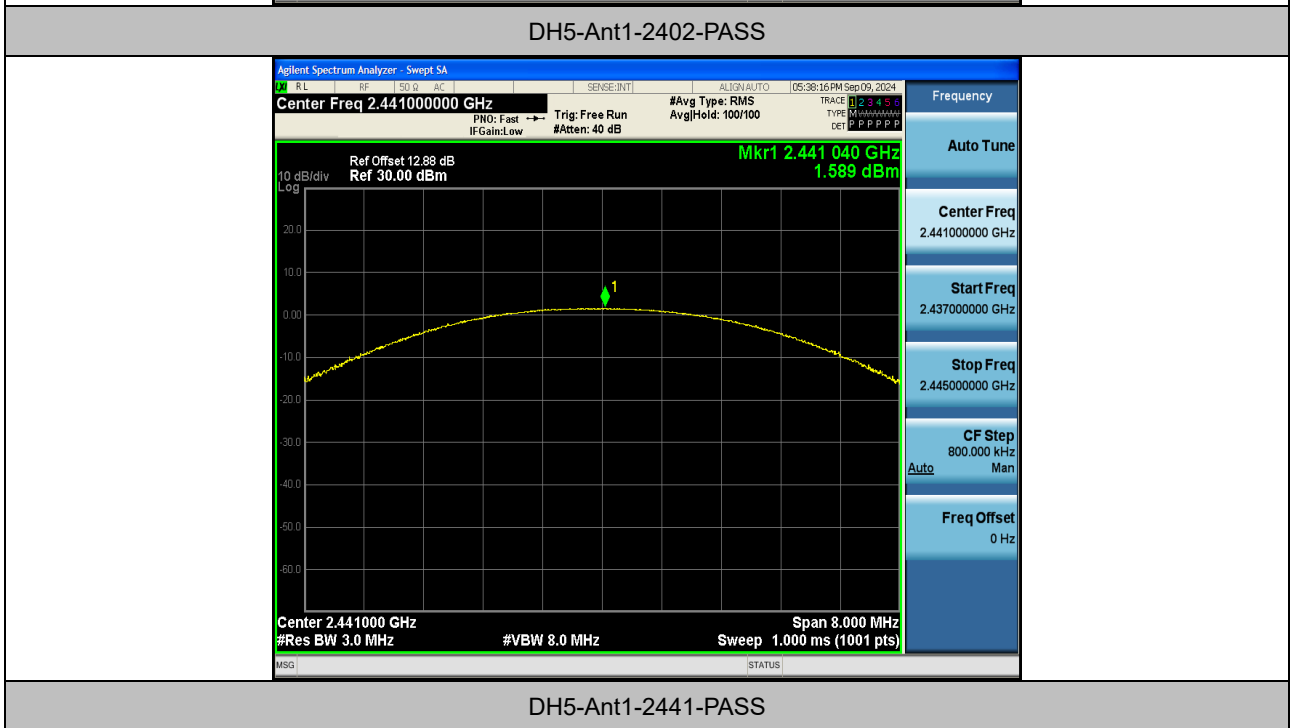 DH5-Ant1-2402-PASS
Agilent Spectrum Analyzer - Swept SA
LXI RL RF 50 Ω AC SENSE:INT ALIGN AUTO 05:38:16 PM Sep 09, 2024
Center Freq 2.441000000 GHz
PNO: Fast
IFGain:Low
Trig: Free Run
#Atten: 40 dB
#Avg Type: RMS
Avg|Hold: 100/100
TRACE 1 2 3 4 5 6
TYPE M
DET P P P P P P
Ref Offset 12.88 dB
10 dB/div Ref 30.00 dBm
Log
Mkr1 2.441 040 GHz
1.589 dBm
20.0
10.0
0.00
-10.0
-20.0
-30.0
-40.0
-50.0
-60.0
1
Center 2.441000 GHz
Span 8.000 MHz
#Res BW 3.0 MHz
#VBW 8.0 MHz
Sweep 1.000 ms (1001 pts)
MSG
STATUS
Frequency
Auto Tune
Center Freq
2.441000000 GHz
Start Freq
2.437000000 GHz
Stop Freq
2.445000000 GHz
CF Step
800.000 kHz
Auto Man
Freq Offset
0 Hz
DH5-Ant1-2441-PASS